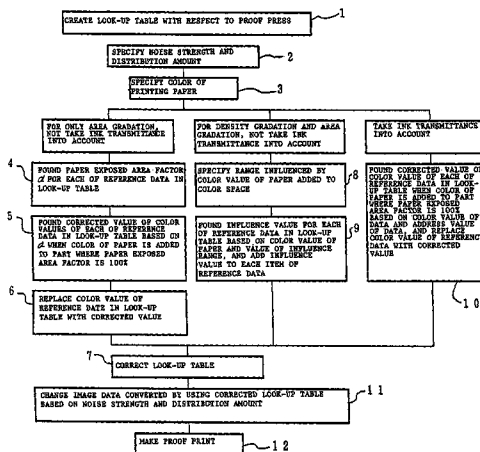 CREATE LOOK-UP TABLE WITH RESPECT TO PROOF PRESS
1
SPECIFY NOISE STRENGTH AND
DISTRIBUTION AMOUNT
2
SPECIFY COLOR OF
PRINTING PAPER
3
FOR ONLY AREA GRADATION,
NOT TAKE INK TRANSMITTANCE
INTO ACCOUNT
FOR DENSITY GRADATION AND AREA
GRADATION, NOT TAKE INK
TRANSMITTANCE INTO ACCOUNT
TAKE INK TRANSMITTANCE
INTO ACCOUNT
4
FOUND PAPER EXPOSED AREA FACTOR
α FOR EACH OF REFERENCE DATA IN
LOOK-UP TABLE
SPECIFY RANGE INFLUENCED BY
COLOR VALUE OF PAPER ADDED TO
COLOR SPACE
8
FOUND CORRECTED VALUE OF
COLOR VALUE OF EACH OF
REFERENCE DATA IN LOOK-
UP TABLE WHEN COLOR OF
PAPER IS ADDED TO PART
WHERE PAPER EXPOSED
AREA FACTOR IS 100%
BASED ON COLOR VALUE OF
DATA AND ADDRESS VALUE
OF DATA, AND REPLACE
COLOR VALUE OF REFERENCE
DATA WITH CORRECTED
VALUE
10
5
FOUND CORRECTED VALUE OF COLOR
VALUES OF EACH OF REFERENCE
DATA IN LOOK-UP TABLE BASED ON
α WHEN COLOR OF PAPER IS ADDED
TO PART WHERE PAPER EXPOSED
AREA FACTOR IS 100%
FOUND INFLUENCE VALUE FOR EACH
OF REFERENCE DATA IN LOOK-UP
TABLE BASED ON COLOR VALUE OF
PAPER AND VALUE OF INFLUENCE
RANGE, AND ADD INFLUENCE
VALUE TO EACH ITEM OF
REFERENCE DATA
9
6
REPLACE COLOR VALUE OF
REFERENCE DATE IN LOOK-UP
TABLE WITH CORRECTED VALUE
7
CORRECT LOOK-UP TABLE
CHANGE IMAGE DATA CONVERTED BY USING CORRECTED LOOK-UP TABLE
BASED ON NOISE STRENGTH AND DISTRIBUTION AMOUNT
11
MAKE PROOF PRINT
12